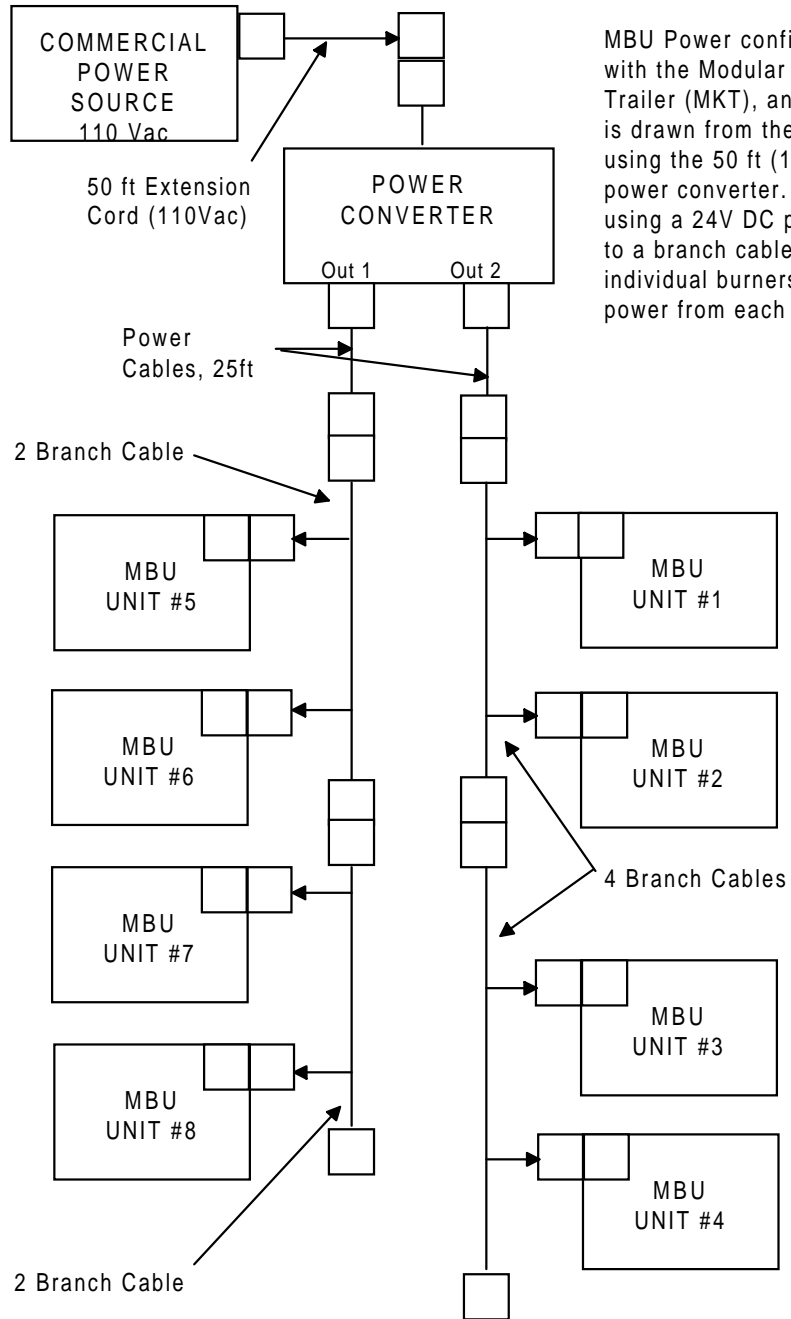 COMMERCIAL
POWER
SOURCE
110 Vac
MBU Power
with the Modular
Trailer (MKT),
is drawn from the
using the 50 ft
power converter.
using a 24V DC
to a branch cable
individual burners
power from each
50 ft Extension
Cord (110Vac)
POWER
CONVERTER
Out 1
Out 2
Power
Cables, 25ft
2 Branch Cable
MBU
UNIT #5
MBU
UNIT #1
MBU
UNIT #6
MBU
UNIT #2
4 Branch Cables
MBU
UNIT #7
MBU
UNIT #3
MBU
UNIT #8
MBU
UNIT #4
2 Branch Cable